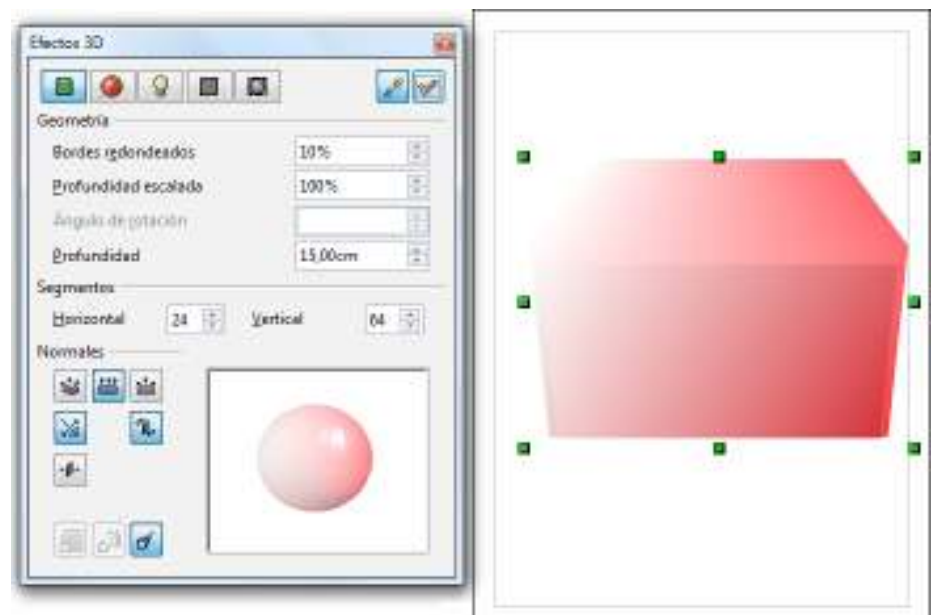 Efectos 3D
Geometría
Bordes redondeados 10%
Profundidad escalada 100%
Ángulo de rotación
Profundidad 15,00cm
Segmentos
Horizontal 24 Vertical 64
Normales